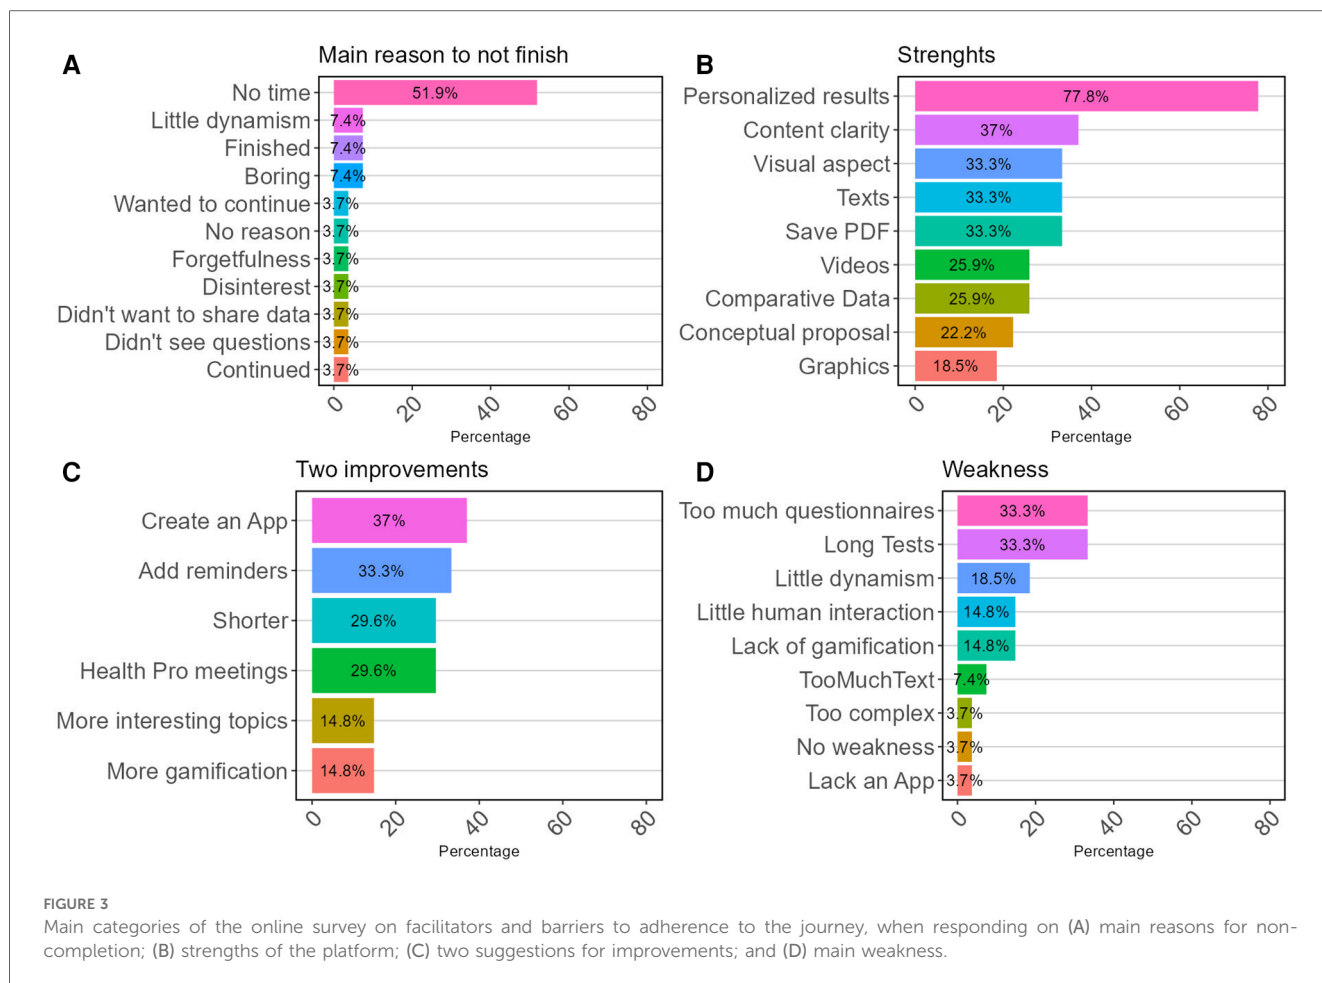 A
Main reason to not finish
No time 51.9%
Little dynamism 7.4%
Finished 7.4%
Boring 7.4%
Wanted to continue 3.7%
No reason 3.7%
Forgetfulness 3.7%
Disinterest 3.7%
Didn't want to share data 3.7%
Didn't see questions 3.7%
Continued 3.7%
0 20 40 60 80
Percentage
B
Strenghts
Personalized results 77.8%
Content clarity 37%
Visual aspect 33.3%
Texts 33.3%
Save PDF 33.3%
Videos 25.9%
Comparative Data 25.9%
Conceptual proposal 22.2%
Graphics 18.5%
0 20 40 60 80
Percentage
C
Two improvements
Create an App 37%
Add reminders 33.3%
Shorter 29.6%
Health Pro meetings 29.6%
More interesting topics 14.8%
More gamification 14.8%
0 20 40 60 80
Percentage
D
Weakness
Too much questionnaires 33.3%
Long Tests 33.3%
Little dynamism 18.5%
Little human interaction 14.8%
Lack of gamification 14.8%
TooMuchText 7.4%
Too complex 3.7%
No weakness 3.7%
Lack an App 3.7%
0 20 40 60 80
Percentage
FIGURE 3
Main categories of the online survey on facilitators and barriers to adherence to the journey, when responding on (A) main reasons for non-
completion; (B) strengths of the platform; (C) two suggestions for improvements; and (D) main weakness.